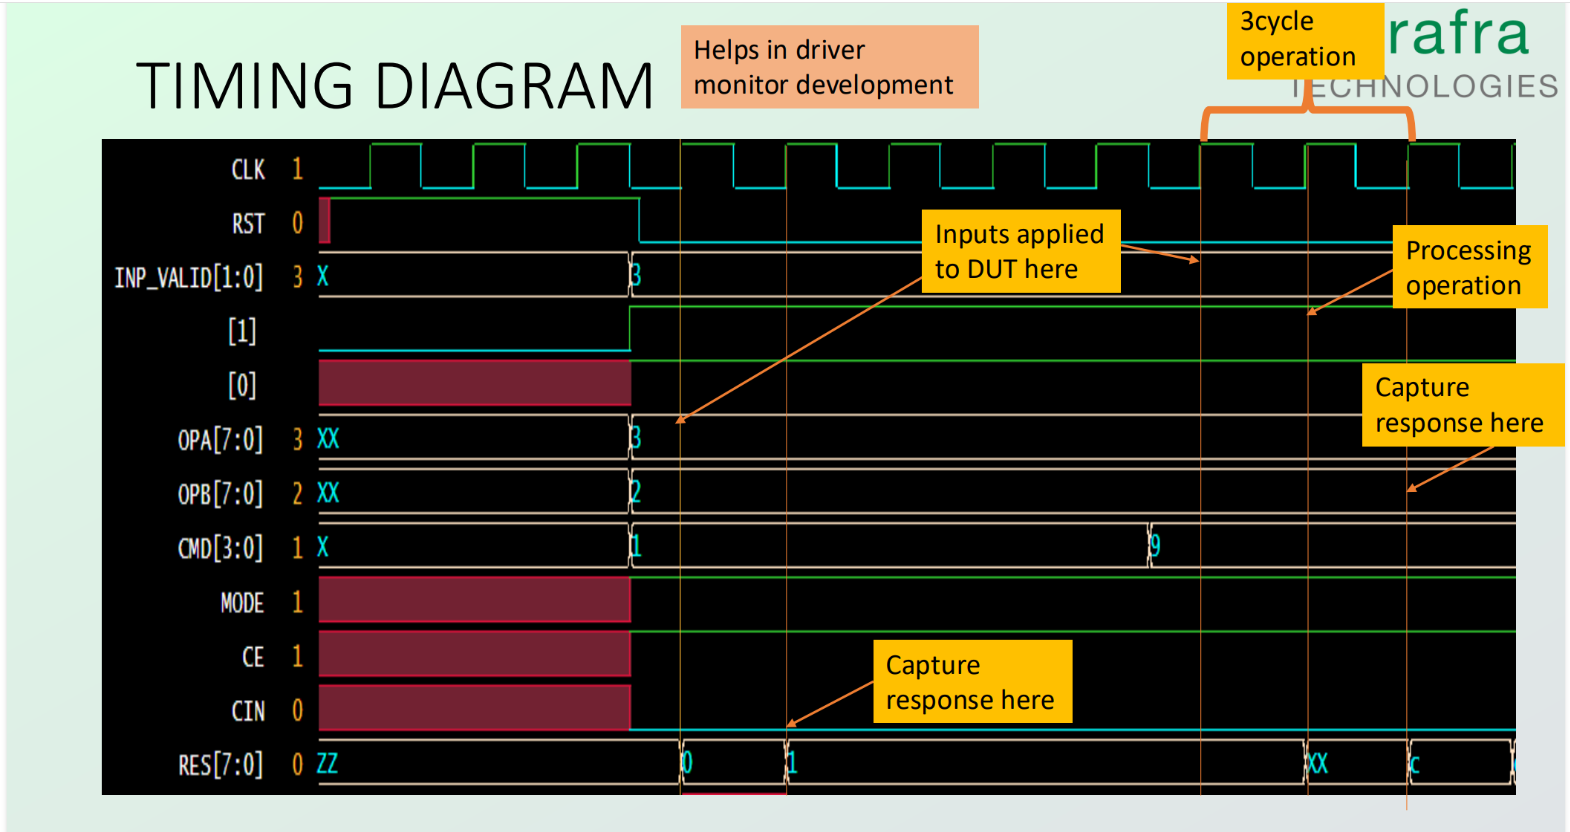 TIMING DIAGRAM
Helps in driver
monitor development
3cycle
operation
rafra
TECHNOLOGIES
CLK 1
RST 0
INP_VALID[1:0] 3 X 3
[1]
[0]
OPA[7:0] 3 XX 3
OPB[7:0] 2 XX 2
CMD[3:0] 1 X 1 9
MODE 1
CE 1
CIN 0
RES[7:0] 0 ZZ 0 1 XX c
Inputs applied
to DUT here
Processing
operation
Capture
response here
Capture
response here